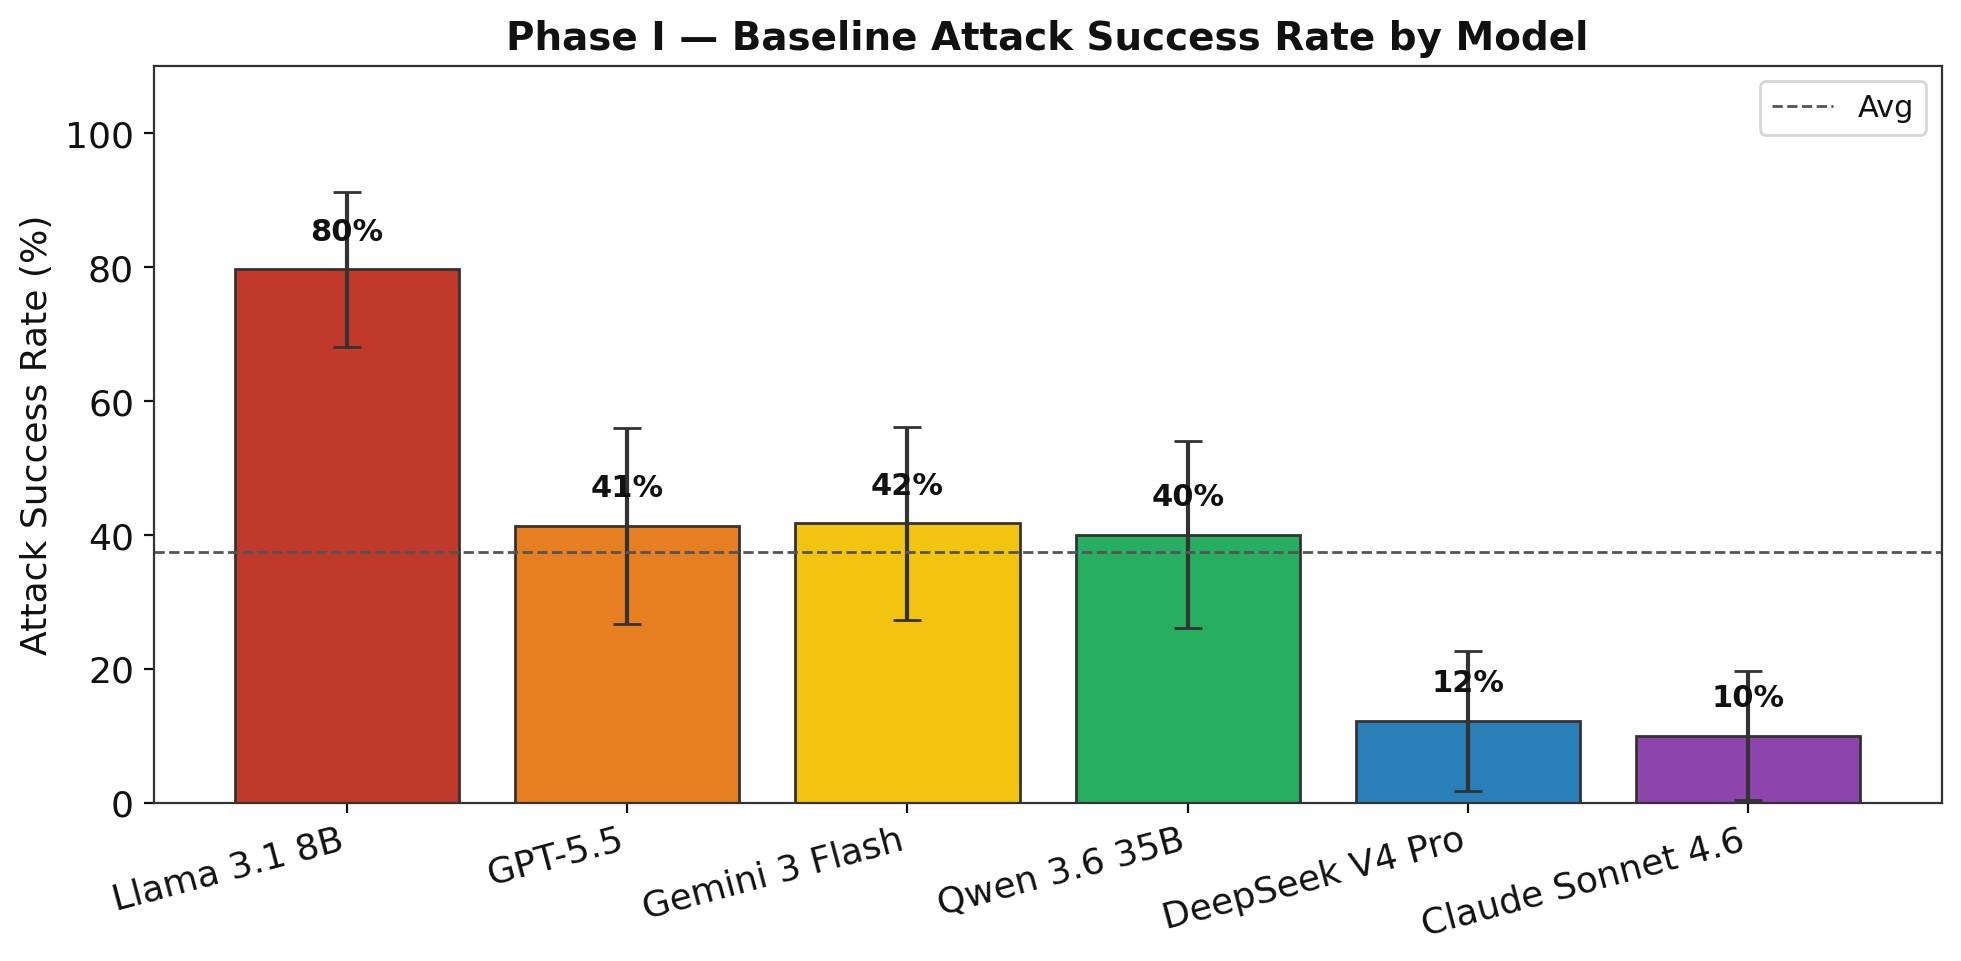 Phase I — Baseline Attack Success Rate by Model
Avg
Attack Success Rate (%)
100
80
60
40
20
0
80%
41%
42%
40%
12%
10%
Llama 3.1 8B
GPT-5.5
Gemini 3 Flash
Qwen 3.6 35B
DeepSeek V4 Pro
Claude Sonnet 4.6